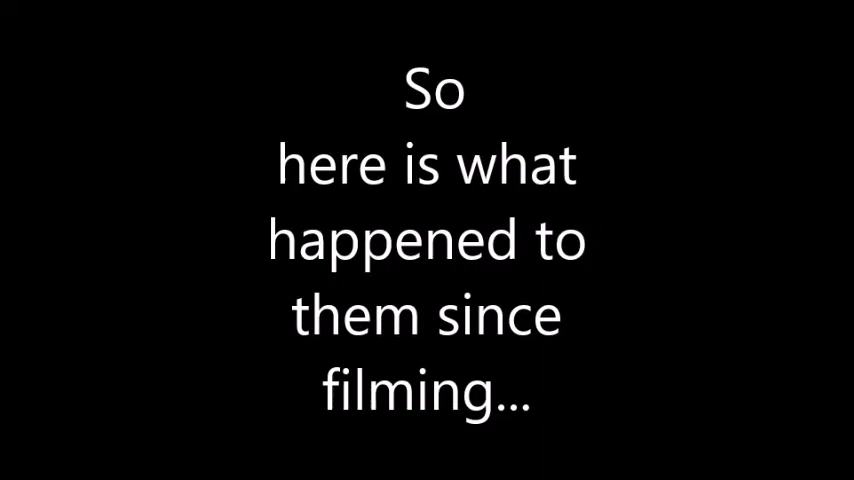 So
here is what
happened to
them since
filming...